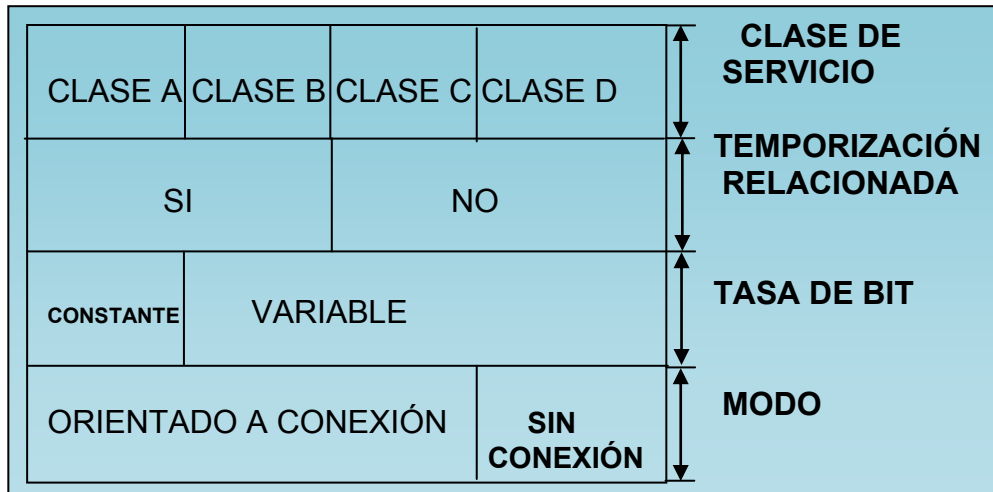 CLASE A CLASE B CLASE C CLASE D
CLASE DE
SERVICIO
SI NO
TEMPORIZACIÓN
RELACIONADA
CONSTANTE VARIABLE
TASA DE BIT
ORIENTADO A CONEXIÓN
SIN
CONEXIÓN
MODO